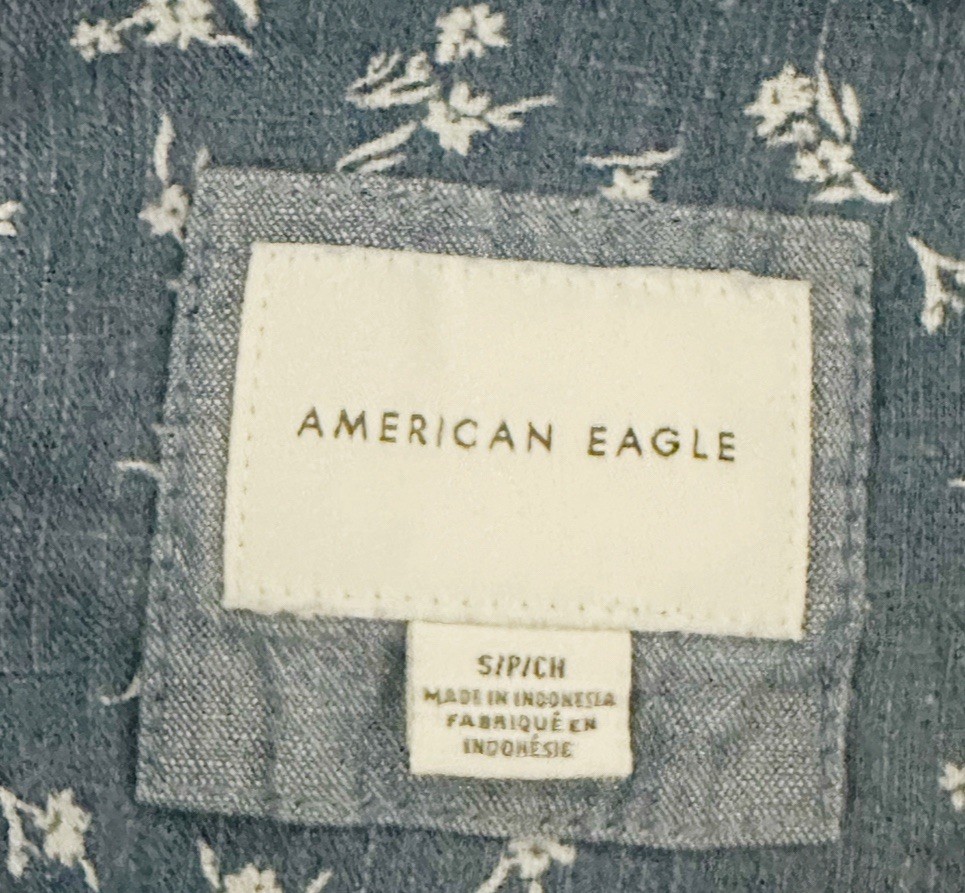 AMERICAN EAGLE
S/P/CH
MADE IN INDONESIA
FABRIQUÉ EN
INDONÉSIE